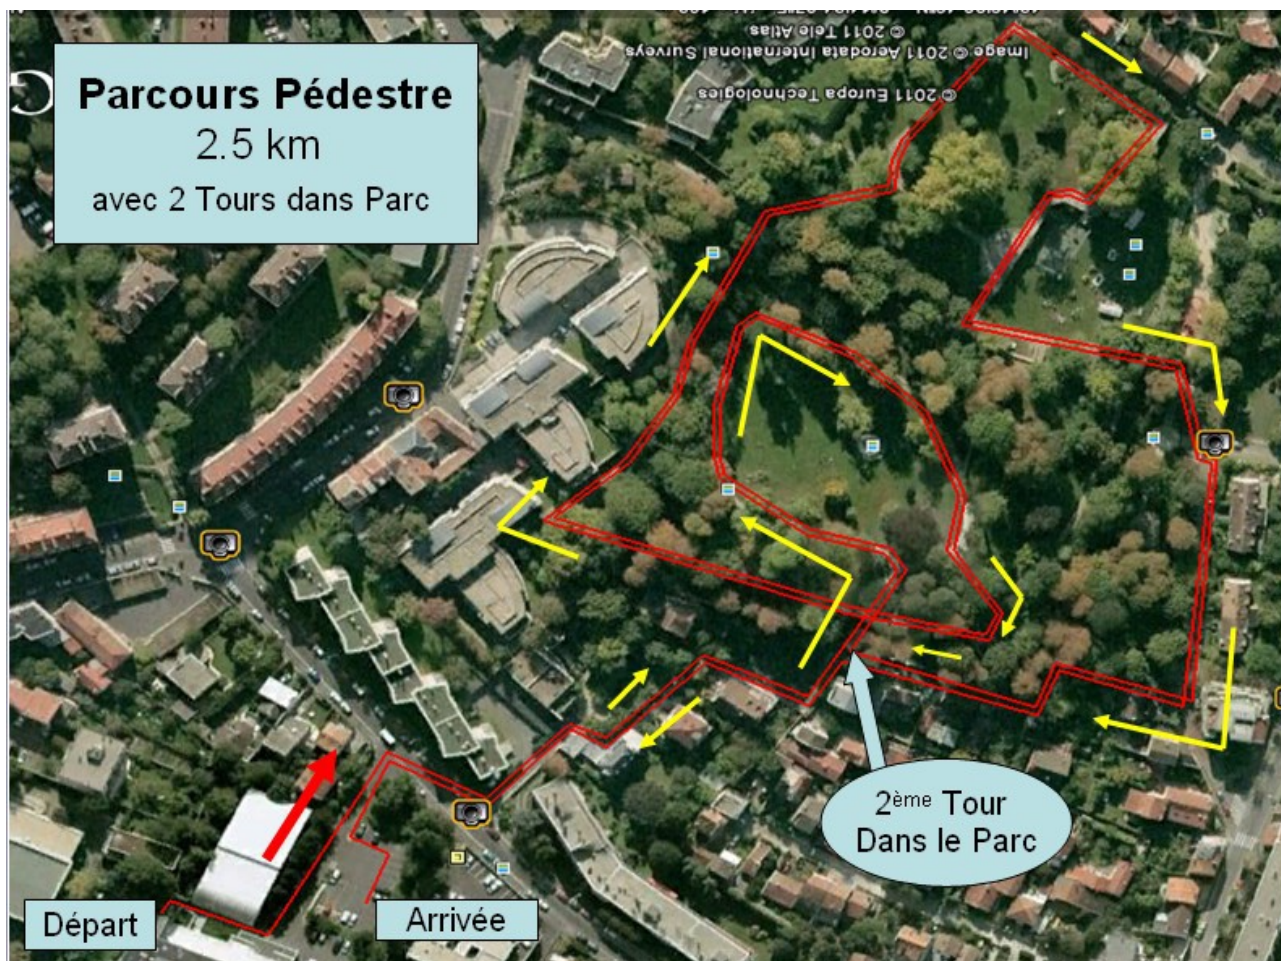 © 2011 Tele Atlas
Image © 2011 Aerodata International Surveys
© 2011 Europa Technologies
Parcours Pédestre
2.5 km
avec 2 Tours dans Parc
2ème Tour
Dans le Parc
Départ
Arrivée